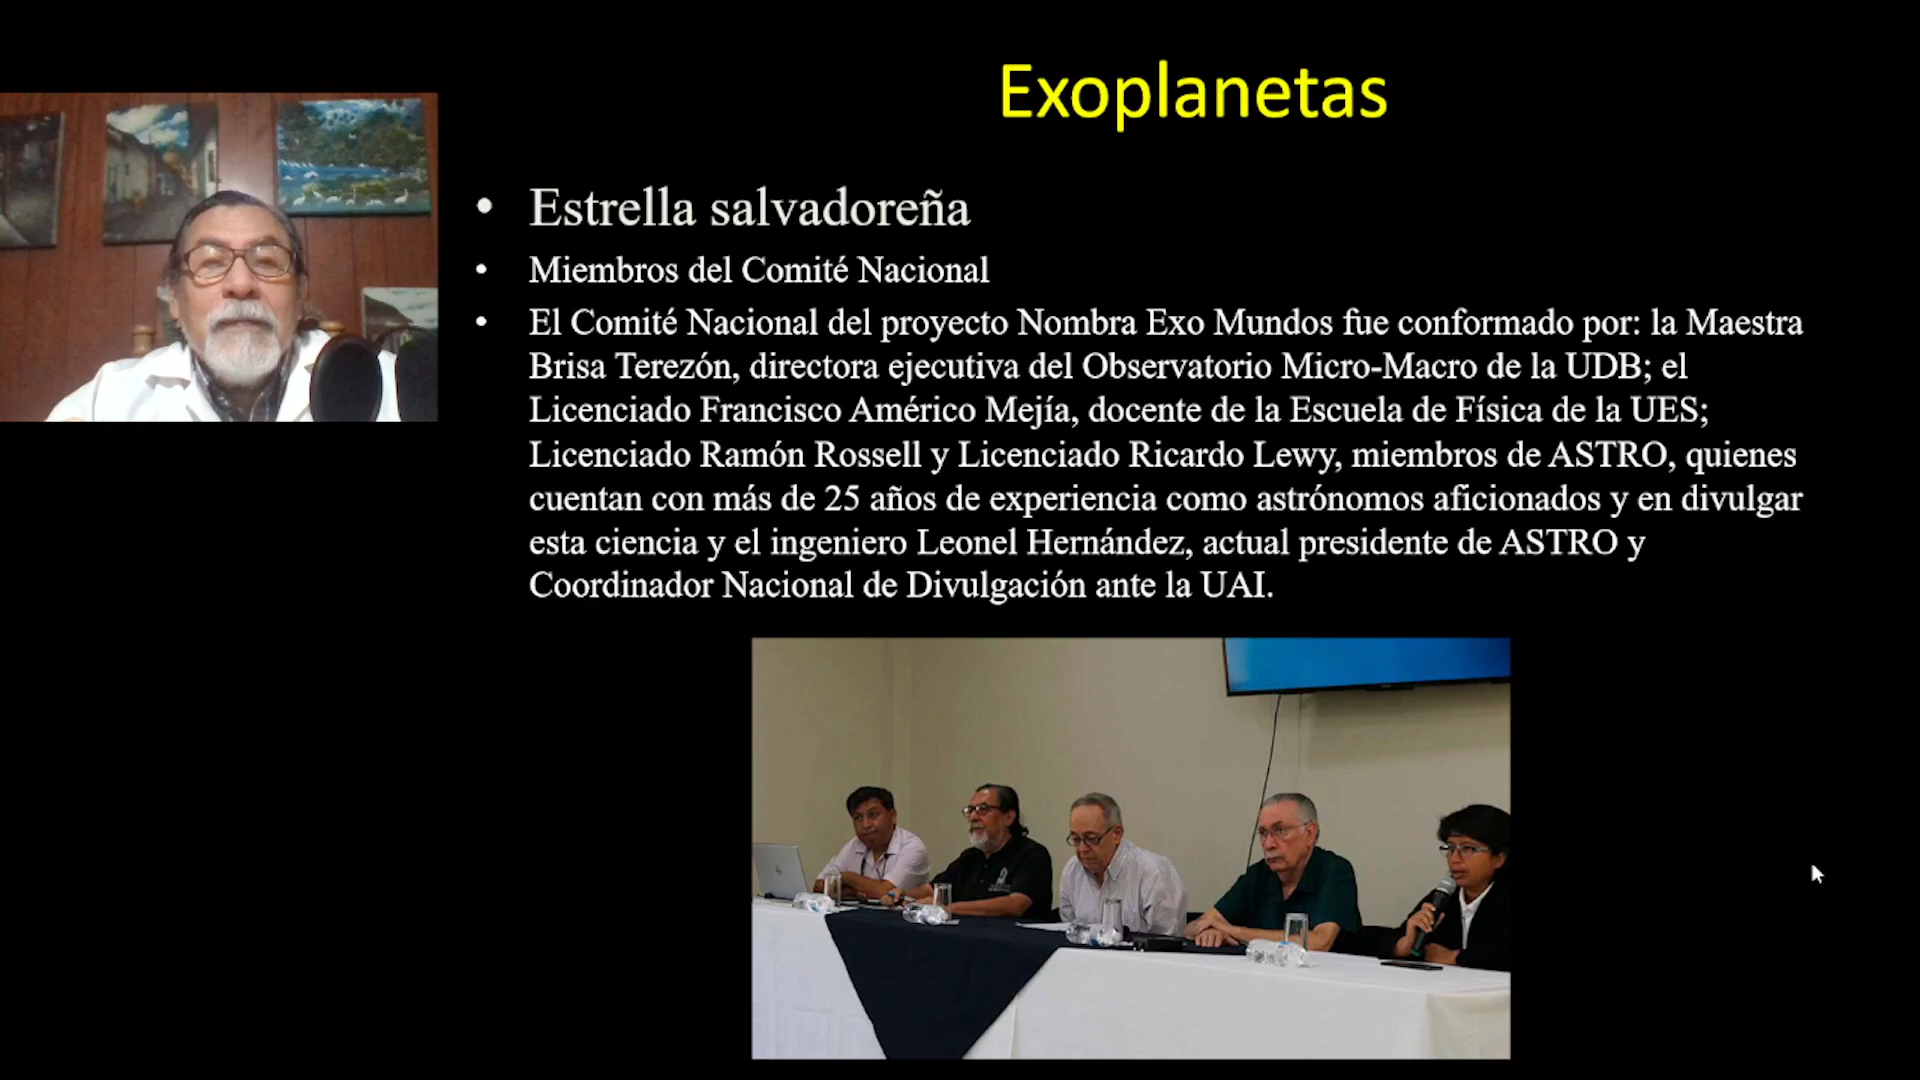 Exoplanetas
• Estrella salvadoreña
• Miembros del Comité Nacional
• El Comité Nacional del proyecto Nombra Exo Mundos fue conformado por: la Maestra
Brisa Terezón, directora ejecutiva del Observatorio Micro-Macro de la UDB; el
Licenciado Francisco Américo Mejía, docente de la Escuela de Física de la UES;
Licenciado Ramón Rossell y Licenciado Ricardo Lewy, miembros de ASTRO, quienes
cuentan con más de 25 años de experiencia como astrónomos aficionados y en divulgar
esta ciencia y el ingeniero Leonel Hernández, actual presidente de ASTRO y
Coordinador Nacional de Divulgación ante la UAI.